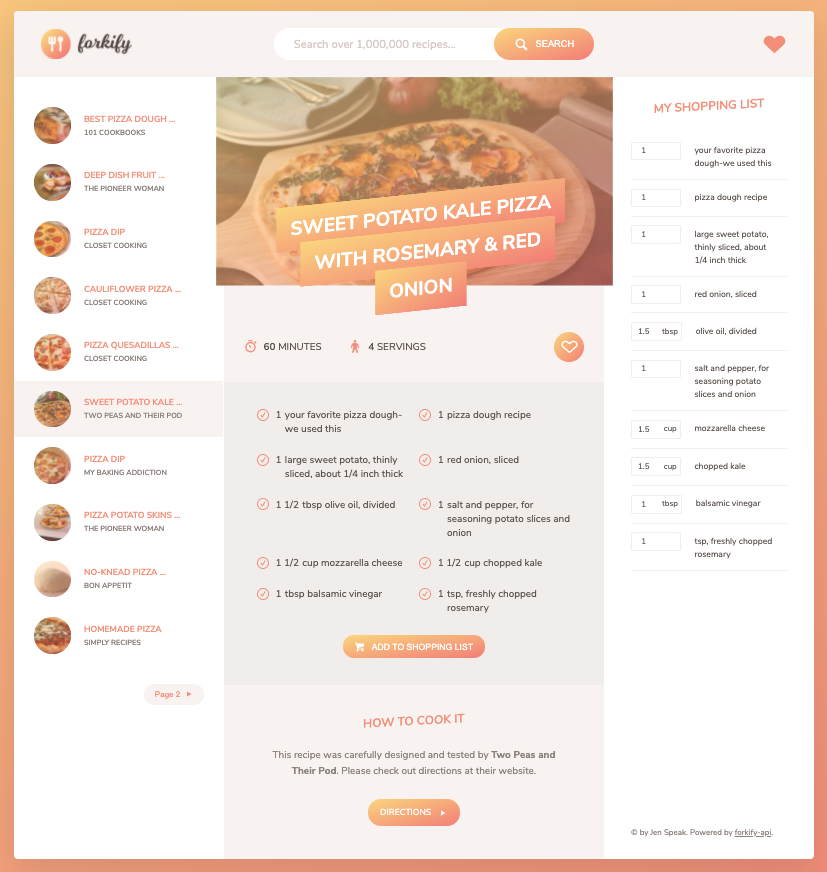 forkify
Search over 1,000,000 recipes...
SEARCH
BEST PIZZA DOUGH ...
101 COOKBOOKS
DEEP DISH FRUIT ...
THE PIONEER WOMAN
PIZZA DIP
CLOSET COOKING
CAULIFLOWER PIZZA ...
CLOSET COOKING
PIZZA QUESADILLAS ...
CLOSET COOKING
SWEET POTATO KALE ...
TWO PEAS AND THEIR POD
PIZZA DIP
MY BAKING ADDICTION
PIZZA POTATO SKINS ...
THE PIONEER WOMAN
NO-KNEAD PIZZA ...
BON APPETIT
HOMEMADE PIZZA
SIMPLY RECIPES
Page 2
SWEET POTATO KALE PIZZA
WITH ROSEMARY & RED
ONION
60 MINUTES
4 SERVINGS
1 your favorite pizza dough-
we used this
1 pizza dough recipe
1 large sweet potato, thinly
sliced, about 1/4 inch thick
1 red onion, sliced
1 1/2 tbsp olive oil, divided
1 salt and pepper, for
seasoning potato slices and
onion
1 1/2 cup mozzarella cheese
1 1/2 cup chopped kale
1 tbsp balsamic vinegar
1 tsp, freshly chopped
rosemary
ADD TO SHOPPING LIST
HOW TO COOK IT
This recipe was carefully designed and tested by Two Peas and
Their Pod. Please check out directions at their website.
DIRECTIONS
MY SHOPPING LIST
1 your favorite pizza
dough-we used this
1 pizza dough recipe
1 large sweet potato,
thinly sliced, about
1/4 inch thick
1 red onion, sliced
1.5 tbsp olive oil, divided
1 salt and pepper, for
seasoning potato
slices and onion
1.5 cup mozzarella cheese
1.5 cup chopped kale
1 tbsp balsamic vinegar
1 tsp, freshly chopped
rosemary
© by Jen Speak. Powered by forkify-api.